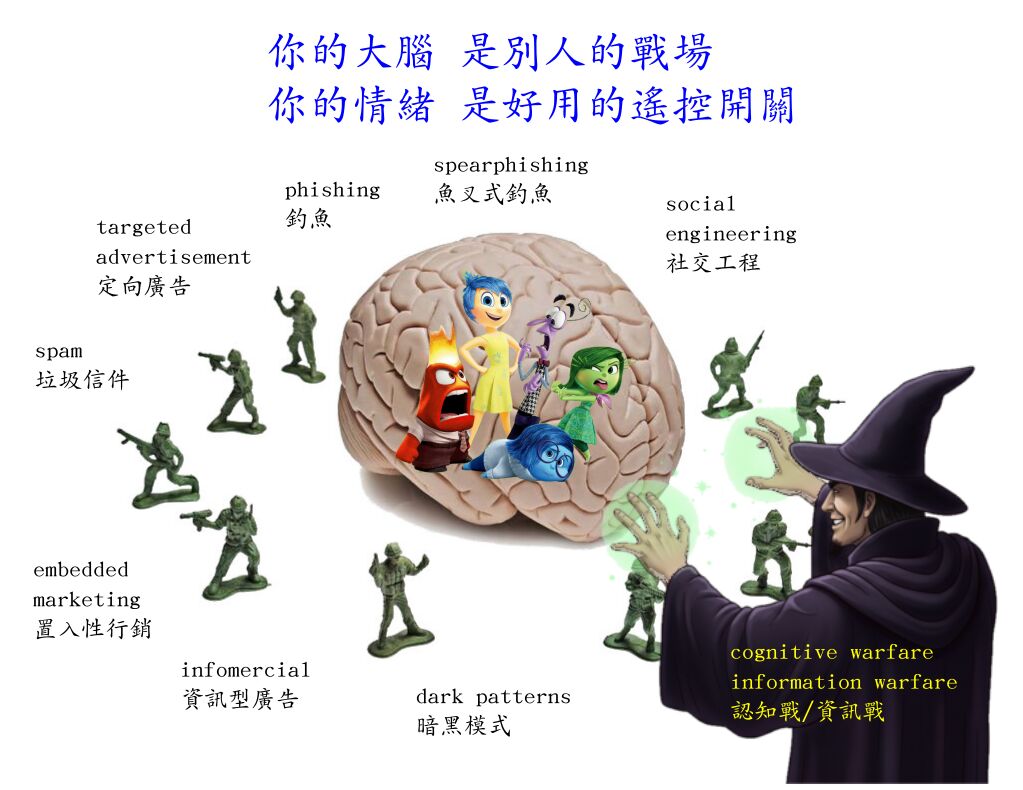 你的大腦 是別人的戰場
你的情緒 是好用的遙控開關
spearphishing
魚叉式釣魚
phishing
釣魚
social
engineering
社交工程
targeted
advertisement
定向廣告
spam
垃圾信件
embedded
marketing
置入性行銷
infomercial
資訊型廣告
dark patterns
暗黑模式
cognitive warfare
information warfare
認知戰/資訊戰